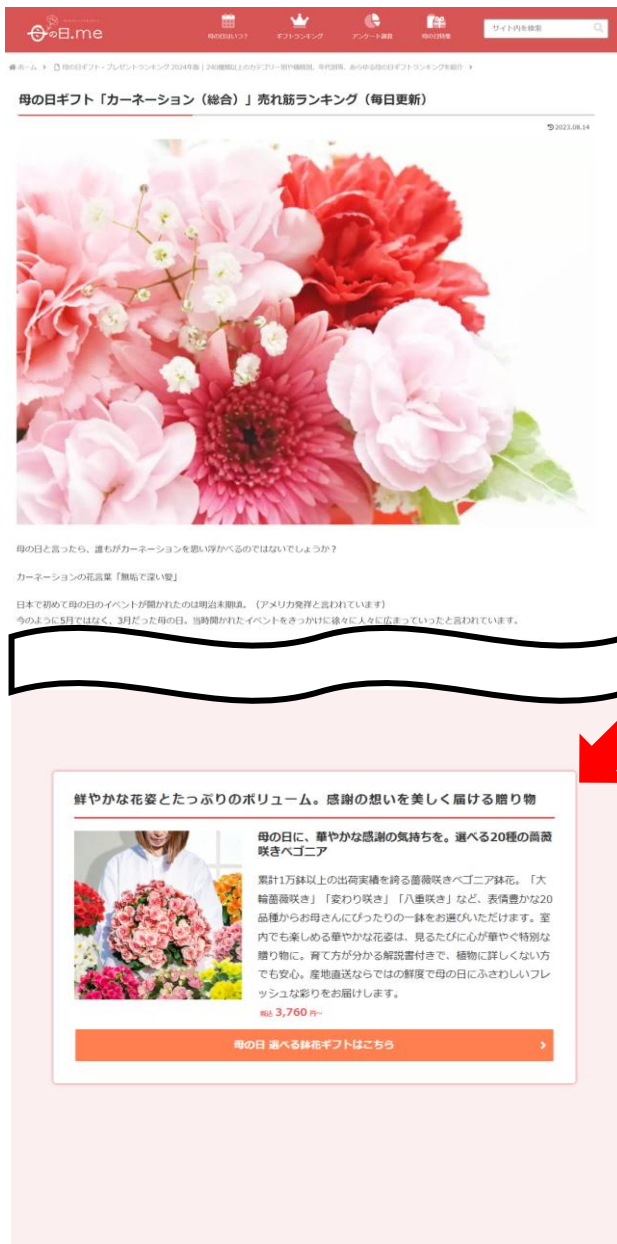 母の日.me
母の日はいつ?
ギフトランキング
アンケート調査
母の日特集
サイト内を検索
ホーム
母の日ギフト・プレゼントランキング2024年版 | 240種類以上のカテゴリー別や価格別、年代別等、あらゆる母の日ギフトランキングを紹介
母の日ギフト「カーネーション(総合)」売れ筋ランキング(毎日更新)
2023.08.14
母の日と言ったら、誰もがカーネーションを思い浮かべるのではないでしょうか?
カーネーションの花言葉「無垢で深い愛」
日本で初めて母の日のイベントが開かれたのは明治末期頃。(アメリカ発祥と言われています)
今のように5月ではなく、3月だった母の日。当時開かれたイベントをきっかけに徐々に人々に広まっていったと言われています。
鮮やかな花姿とたっぷりのボリューム。感謝の想いを美しく届ける贈り物
母の日に、華やかな感謝の気持ちを。選べる20種の薔薇
咲きベゴニア
累計1万鉢以上の出荷実績を誇る薔薇咲きベゴニア鉢花。「大
輪薔薇咲き」「変わり咲き」「八重咲き」など、表情豊かな20
品種からお母さんにぴったりの一鉢をお選びいただけます。室
内でも楽しめる華やかな花姿は、見るたびに心が華やぐ特別な
贈り物に。育て方が分かる解説書付きで、植物に詳しくない方
でも安心。産地直送ならではの鮮度で母の日にふさわしいフレ
ッシュな彩りをお届けします。
税込 3,760 円~
母の日 選べる鉢花ギフトはこちら